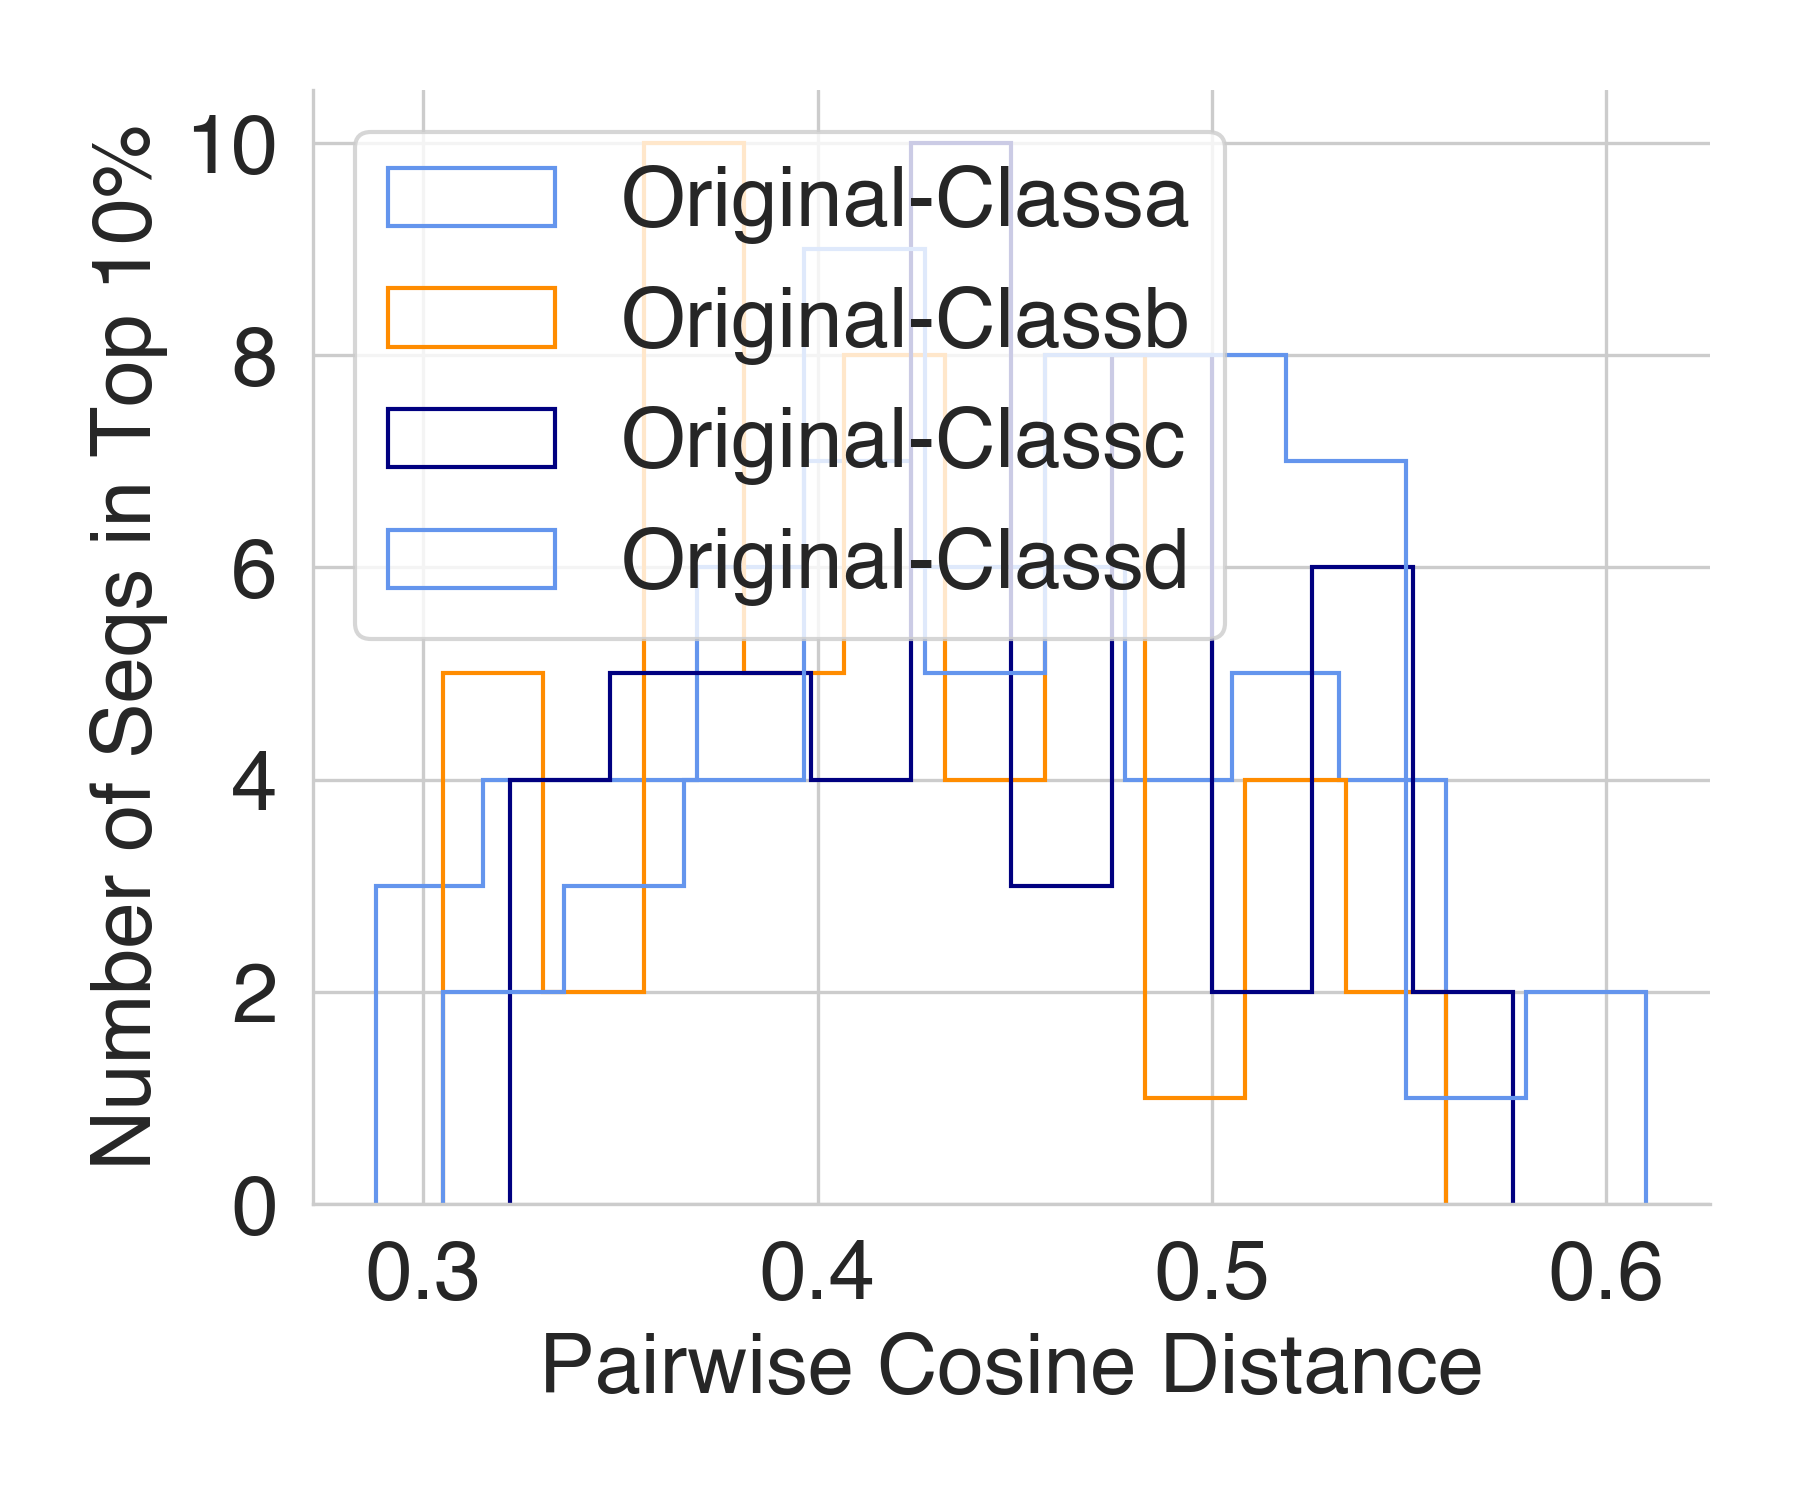 Number of Seqs in Top 10%
10
8
6
4
2
0
Original-Classa
Original-Classb
Original-Classc
Original-Classd
0.3 0.4 0.5 0.6
Pairwise Cosine Distance